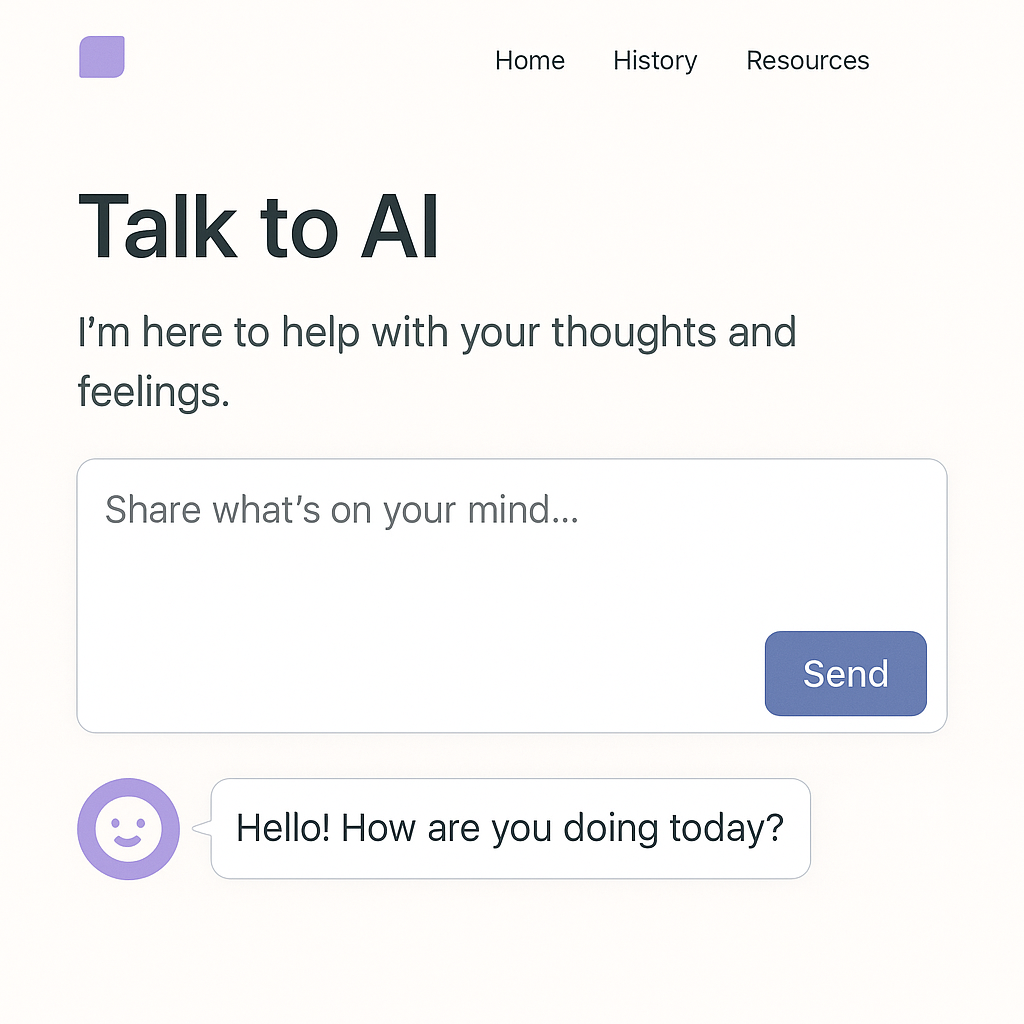 Home History Resources
Talk to AI
I’m here to help with your thoughts and
feelings.
Share what’s on your mind...
Send
Hello! How are you doing today?